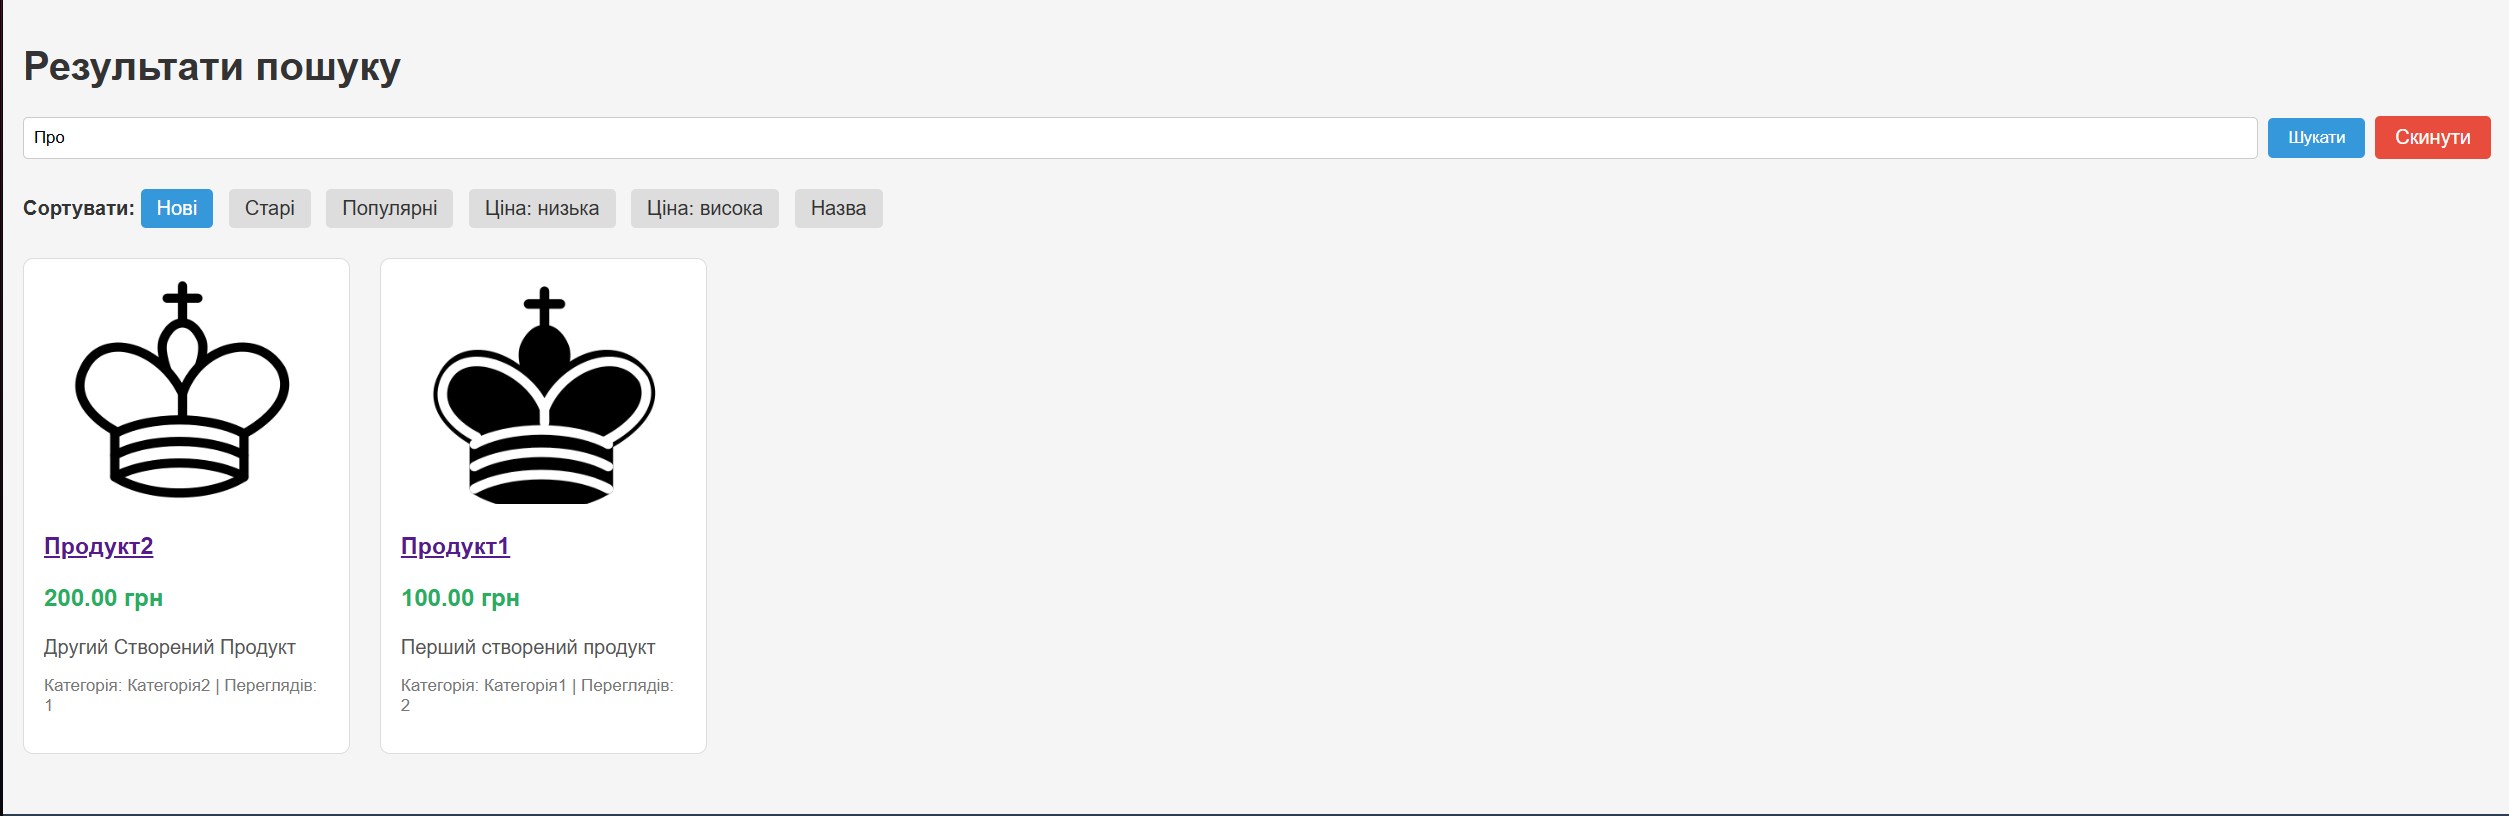 Результати пошуку
Про
Шукати
Скинути
Сортувати: Нові Старі Популярні Ціна: низька Ціна: висока Назва
Продукт2
200.00 грн
Другий Створений Продукт
Категорія: Категорія2 | Переглядів:
1
Продукт1
100.00 грн
Перший створений продукт
Категорія: Категорія1 | Переглядів:
2